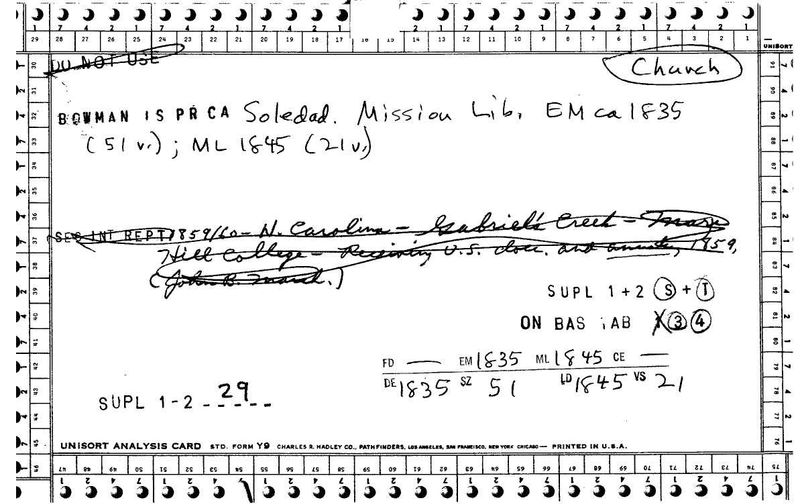 DO NOT USE
Church
BOWMAN IS PR CA Soledad. Mission Lib. EM ca 1835
(51 v.); ML 1845 (21 v.)
SEC INT REPT 1859/60 - N. Carolina - Gabriel's Creek - Mars
Hill College - Receiving U.S. docs. and annuals, 1859,
(John B. Marsh.)
SUPL 1+2 S+T
ON BAS TAB 1 3 4
FD — EM 1835 ML 1845 CE —
DE 1835 SZ 51 LD 1845 VS 21
SUPL 1-2 29
UNISORT ANALYSIS CARD STD. FORM Y9 CHARLES R. HADLEY CO., PATHFINDERS, LOS ANGELES, SAN FRANCISCO, NEW YORK CHICAGO — PRINTED IN U.S.A.